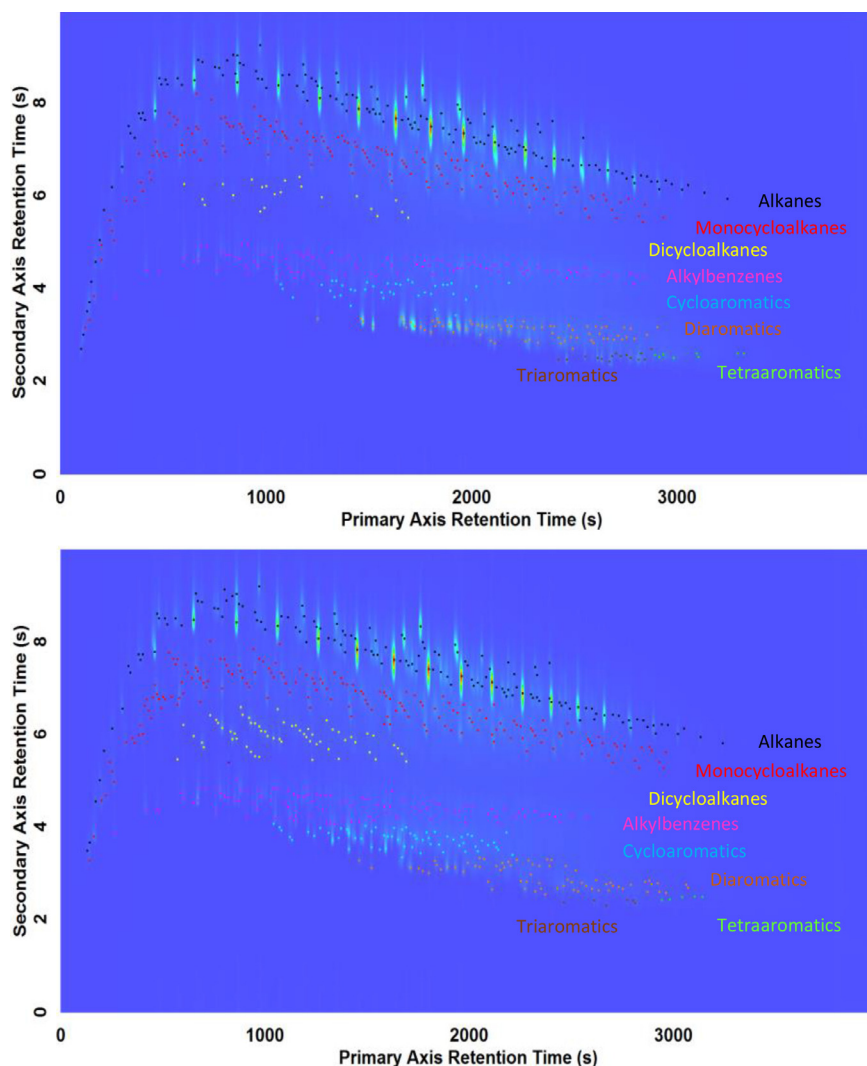 Secondary Axis Retention Time (s)
8
6
4
2
0
Alkanes
Monocycloalkanes
Dicycloalkanes
Alkylbenzenes
Cycloaromatics
Diaromatics
Triaromatics
Tetraaromatics
0
1000
2000
3000
Primary Axis Retention Time (s)
Secondary Axis Retention Time (s)
8
6
4
2
0
Alkanes
Monocycloalkanes
Dicycloalkanes
Alkylbenzenes
Cycloaromatics
Diaromatics
Triaromatics
Tetraaromatics
0
1000
2000
3000
Primary Axis Retention Time (s)